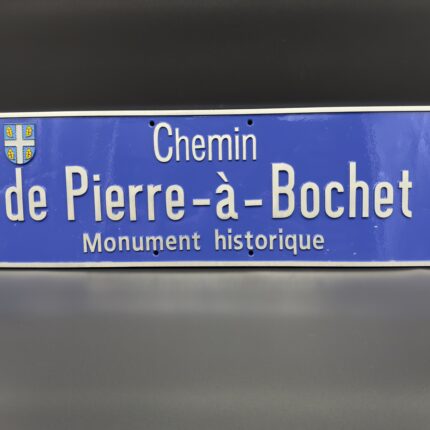 Chemin
de Pierre-à-Bochet
Monument historique